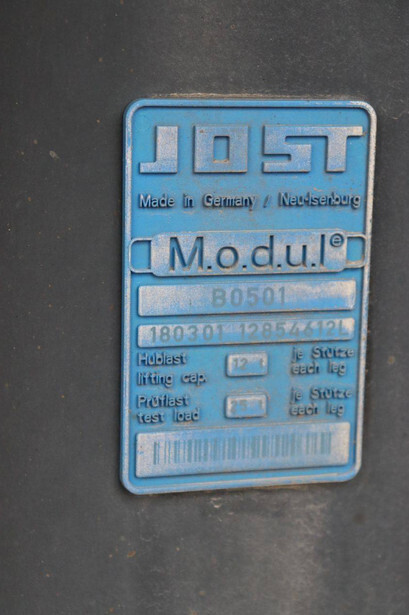 JOST
Made in Germany / Neu-Isenburg
M.o.d.u.l®
B0501
180301 12854612L
Hublast je Stütze
lifting cap. each leg
Prüflast je Stütze
test load each leg